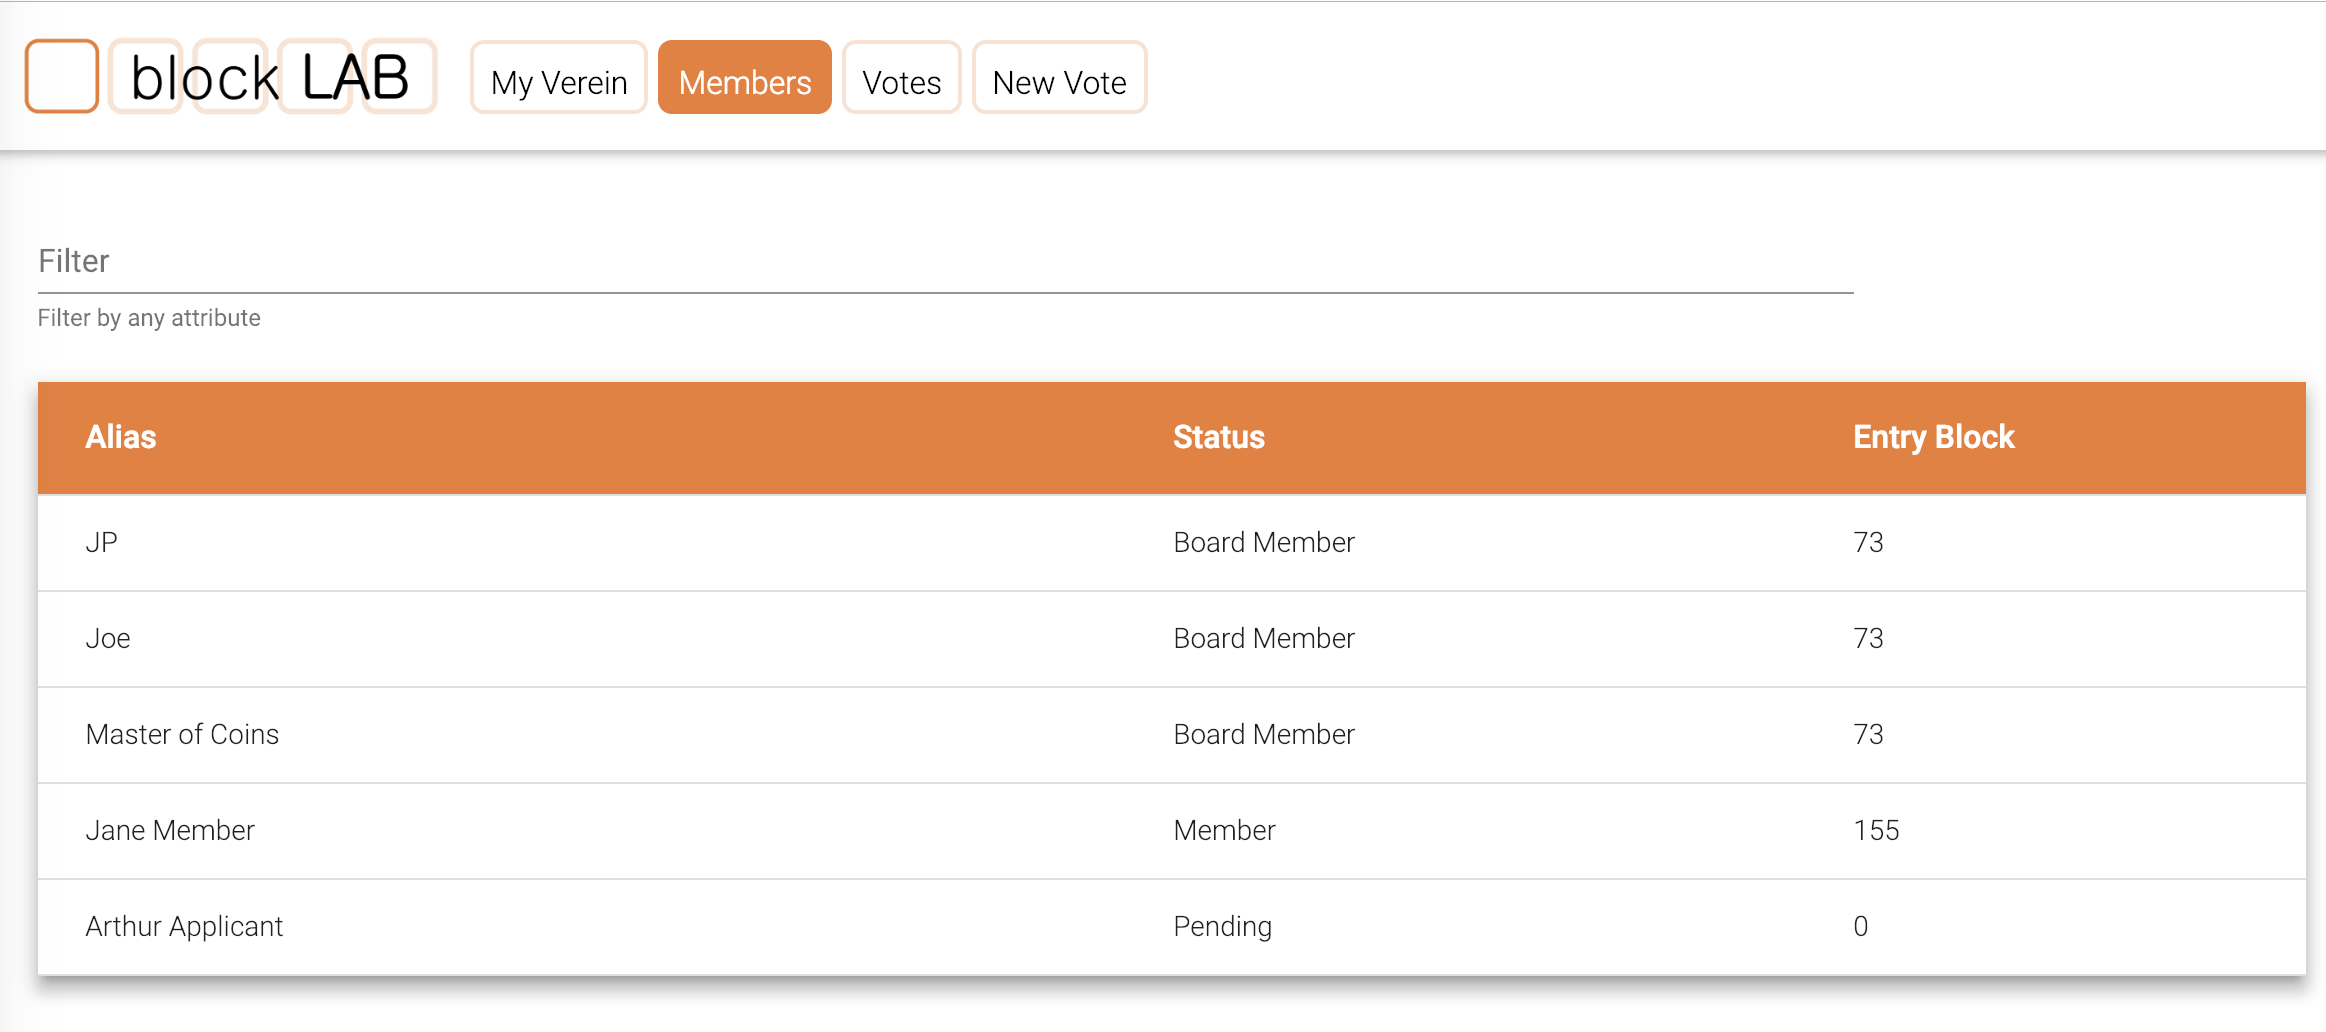 block LAB My Verein Members Votes New Vote
Filter
Filter by any attribute
Alias Status Entry Block
JP Board Member 73
Joe Board Member 73
Master of Coins Board Member 73
Jane Member Member 155
Arthur Applicant Pending 0